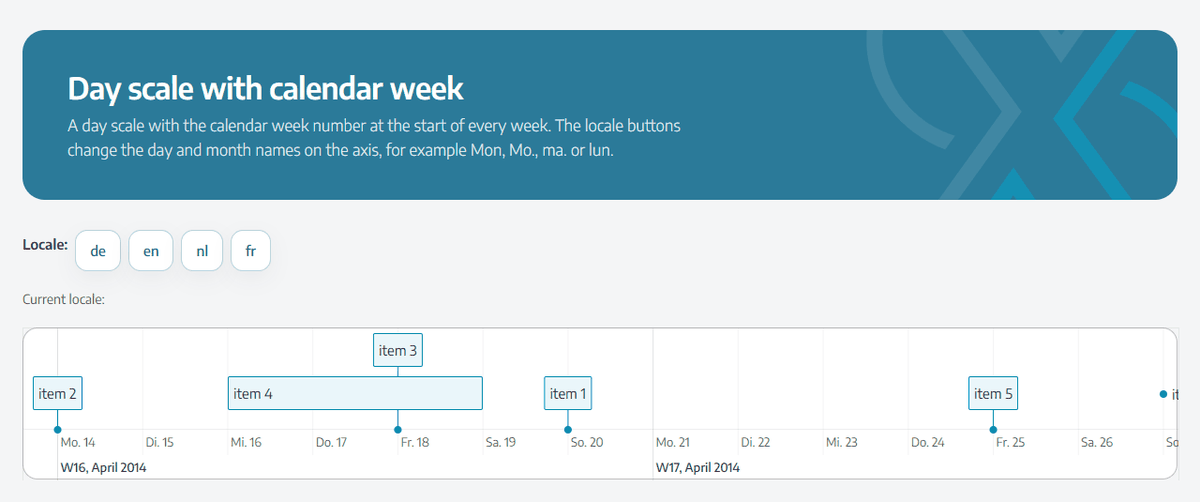 Day scale with calendar week
A day scale with the calendar week number at the start of every week. The locale buttons
change the day and month names on the axis, for example Mon, Mo., ma. or lun.
Locale: de en nl fr
Current locale:
item 3
item 2 item 4 item 1 item 5
Mo. 14 Di. 15 Mi. 16 Do. 17 Fr. 18 Sa. 19 So. 20 Mo. 21 Di. 22 Mi. 23 Do. 24 Fr. 25 Sa. 26 So
W16, April 2014 W17, April 2014